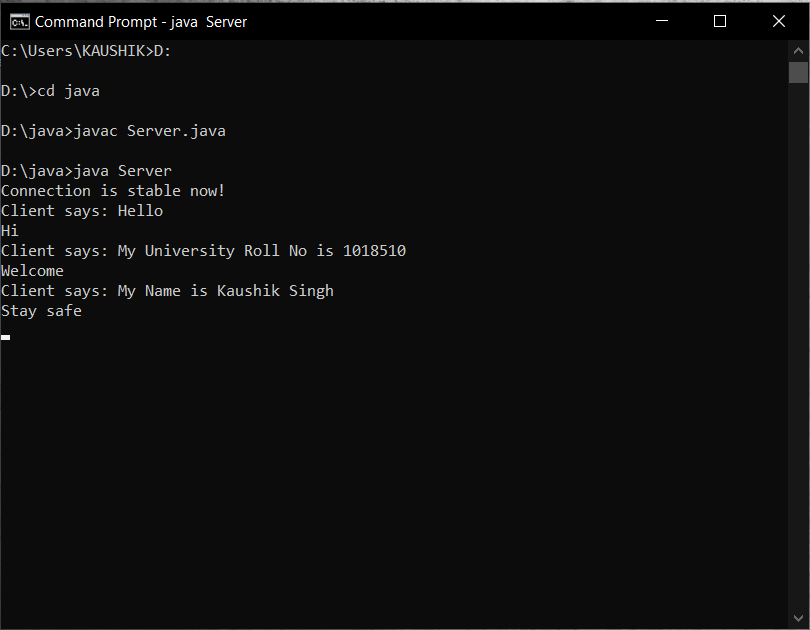 Command Prompt - java  Server
C:\Users\KAUSHIK>D:
D:\>cd java
D:\java>javac Server.java
D:\java>java Server
Connection is stable now!
Client says: Hello
Hi
Client says: My University Roll No is 1018510
Welcome
Client says: My Name is Kaushik Singh
Stay safe